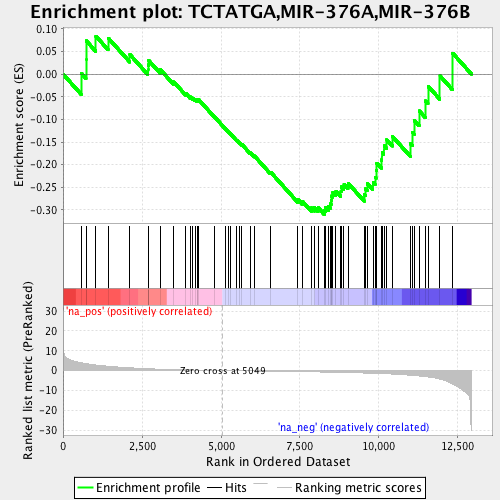 Enrichment plot: TCTATGA,MIR-376A,MIR-376B
Enrichment score (ES)
0.10
0.05
0.00
-0.05
-0.10
-0.15
-0.20
-0.25
-0.30
'na_pos' (positively correlated)
Ranked list metric (PreRanked)
30
20
10
0
-10
-20
-30
Zero cross at 5049
'na_neg' (negatively correlated)
0
2,500
5,000
7,500
10,000
12,500
Rank in Ordered Dataset
Enrichment profile
Hits
Ranking metric scores